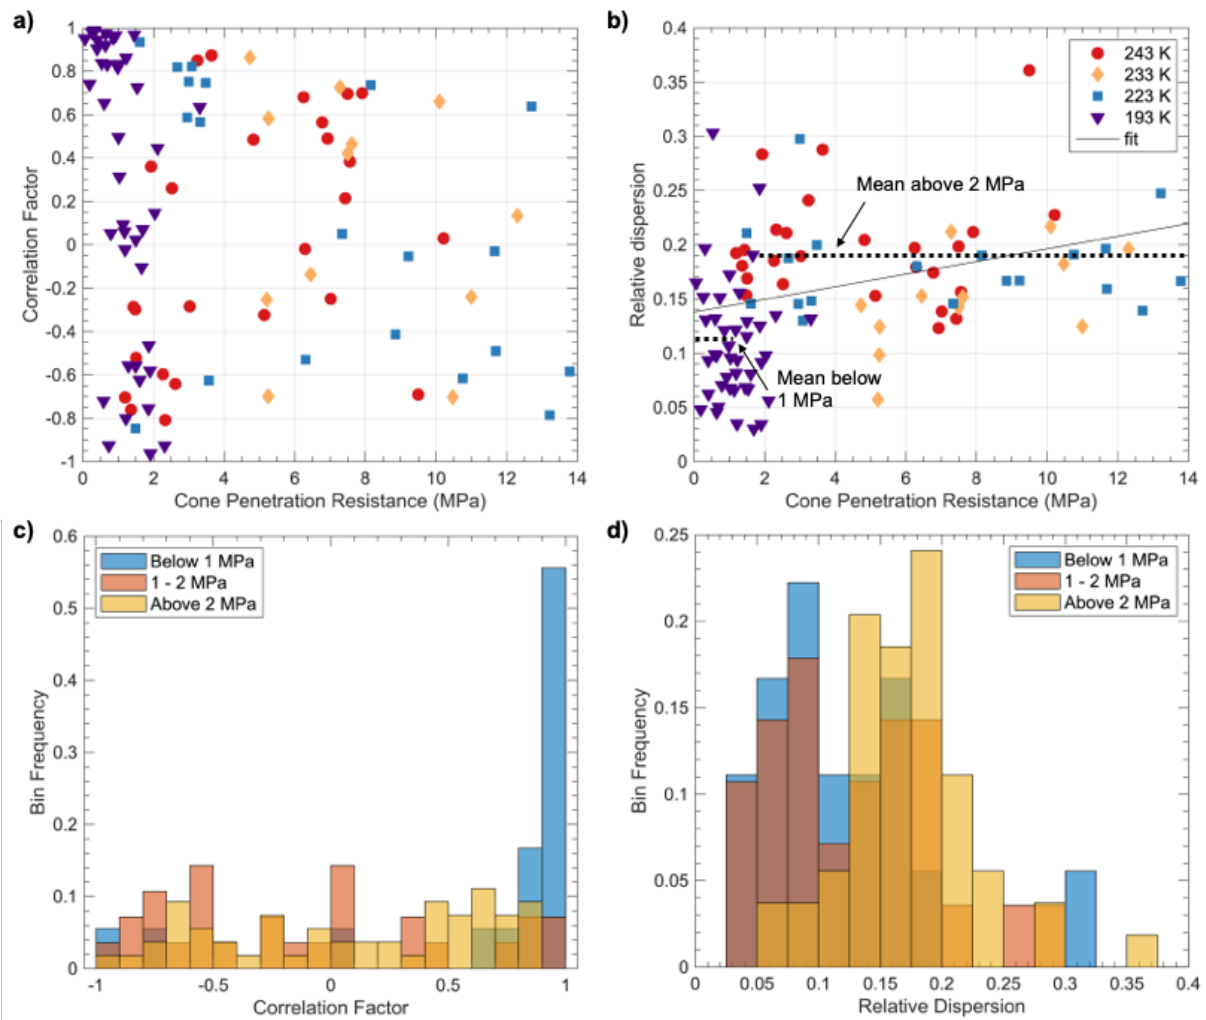 a)
1
0.8
0.6
0.4
0.2
0
-0.2
-0.4
-0.6
-0.8
-1
Correlation Factor
0 2 4 6 8 10 12 14
Cone Penetration Resistance (MPa)
b)
0.4
0.35
0.3
0.25
0.2
0.15
0.1
0.05
0
Relative dispersion
243 K
233 K
223 K
193 K
fit
Mean above 2 MPa
Mean below
1 MPa
0 2 4 6 8 10 12 14
Cone Penetration Resistance (MPa)
c)
0.6
0.5
0.4
0.3
0.2
0.1
0
Bin Frequency
Below 1 MPa
1 - 2 MPa
Above 2 MPa
-1 -0.5 0 0.5 1
Correlation Factor
d)
0.25
0.2
0.15
0.1
0.05
0
Bin Frequency
Below 1 MPa
1 - 2 MPa
Above 2 MPa
0 0.05 0.1 0.15 0.2 0.25 0.3 0.35 0.4
Relative Dispersion